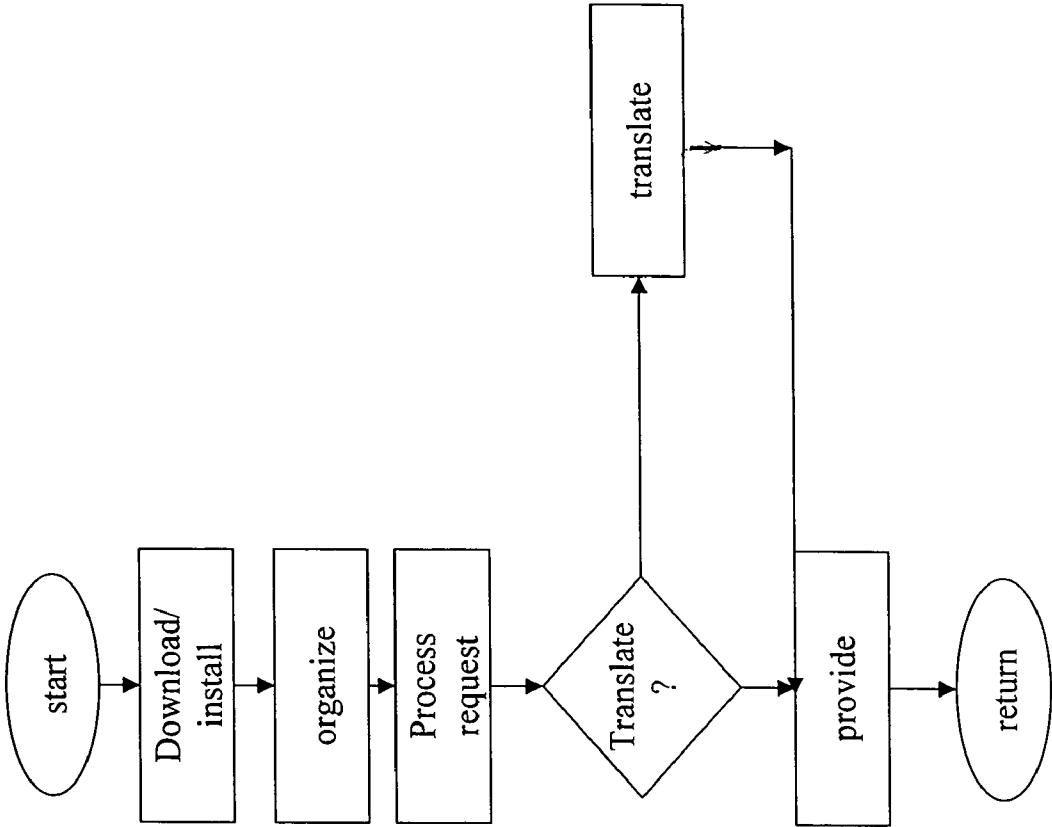 start
Download/
install
organize
Process
request
Translate
?
translate
provide
return